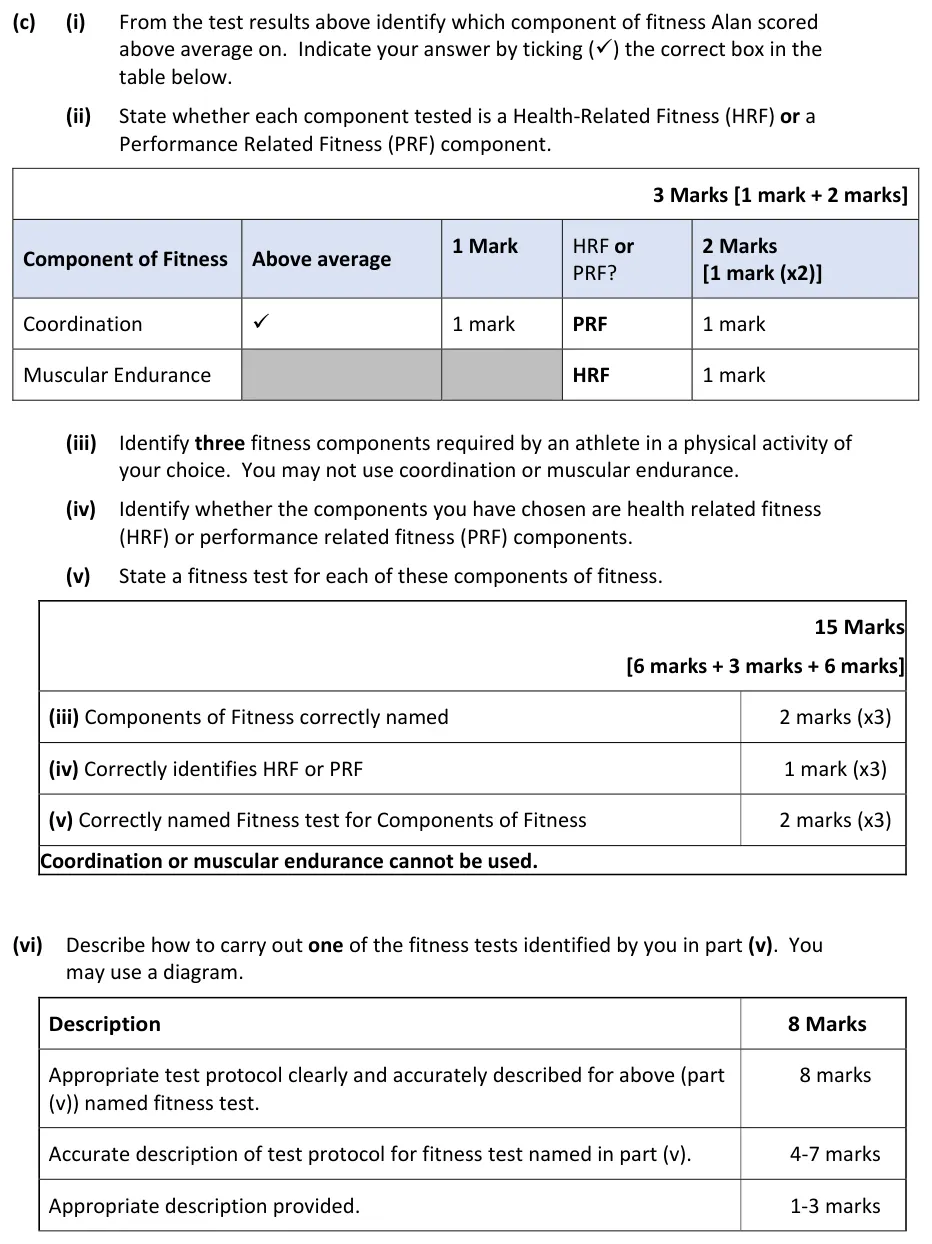 (c) (i) From the test results above identify which component of fitness Alan scored
above average on. Indicate your answer by ticking (✓) the correct box in the
table below.
(ii) State whether each component tested is a Health-Related Fitness (HRF) or a
Performance Related Fitness (PRF) component.
3 Marks [1 mark + 2 marks]
Component of Fitness Above average 1 Mark HRF or PRF? 2 Marks [1 mark (x2)]
Coordination ✓ 1 mark PRF 1 mark
Muscular Endurance HRF 1 mark
(iii) Identify three fitness components required by an athlete in a physical activity of
your choice. You may not use coordination or muscular endurance.
(iv) Identify whether the components you have chosen are health related fitness
(HRF) or performance related fitness (PRF) components.
(v) State a fitness test for each of these components of fitness.
15 Marks
[6 marks + 3 marks + 6 marks]
(iii) Components of Fitness correctly named 2 marks (x3)
(iv) Correctly identifies HRF or PRF 1 mark (x3)
(v) Correctly named Fitness test for Components of Fitness 2 marks (x3)
Coordination or muscular endurance cannot be used.
(vi) Describe how to carry out one of the fitness tests identified by you in part (v). You
may use a diagram.
Description 8 Marks
Appropriate test protocol clearly and accurately described for above (part 8 marks
(v)) named fitness test.
Accurate description of test protocol for fitness test named in part (v). 4-7 marks
Appropriate description provided. 1-3 marks